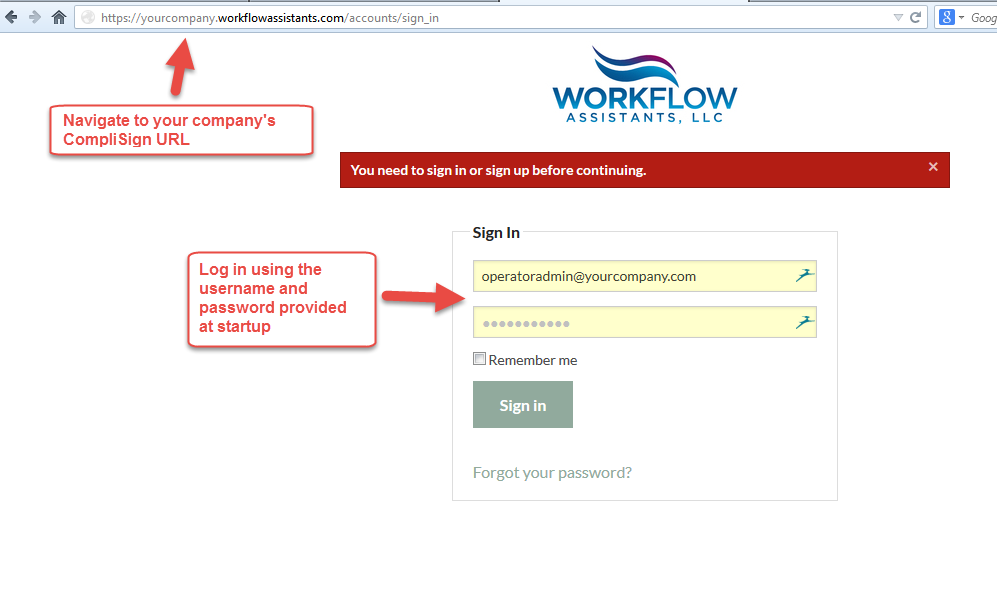 https://yourcompany.workflowassistants.com/accounts/sign_in
8
Goog
WORKFLOW
ASSISTANTS, LLC
Navigate to your company's
CompliSign URL
You need to sign in or sign up before continuing.
×
Sign In
Log in using the
username and
password provided
at startup
operatoradmin@yourcompany.com
Remember me
Sign in
Forgot your password?